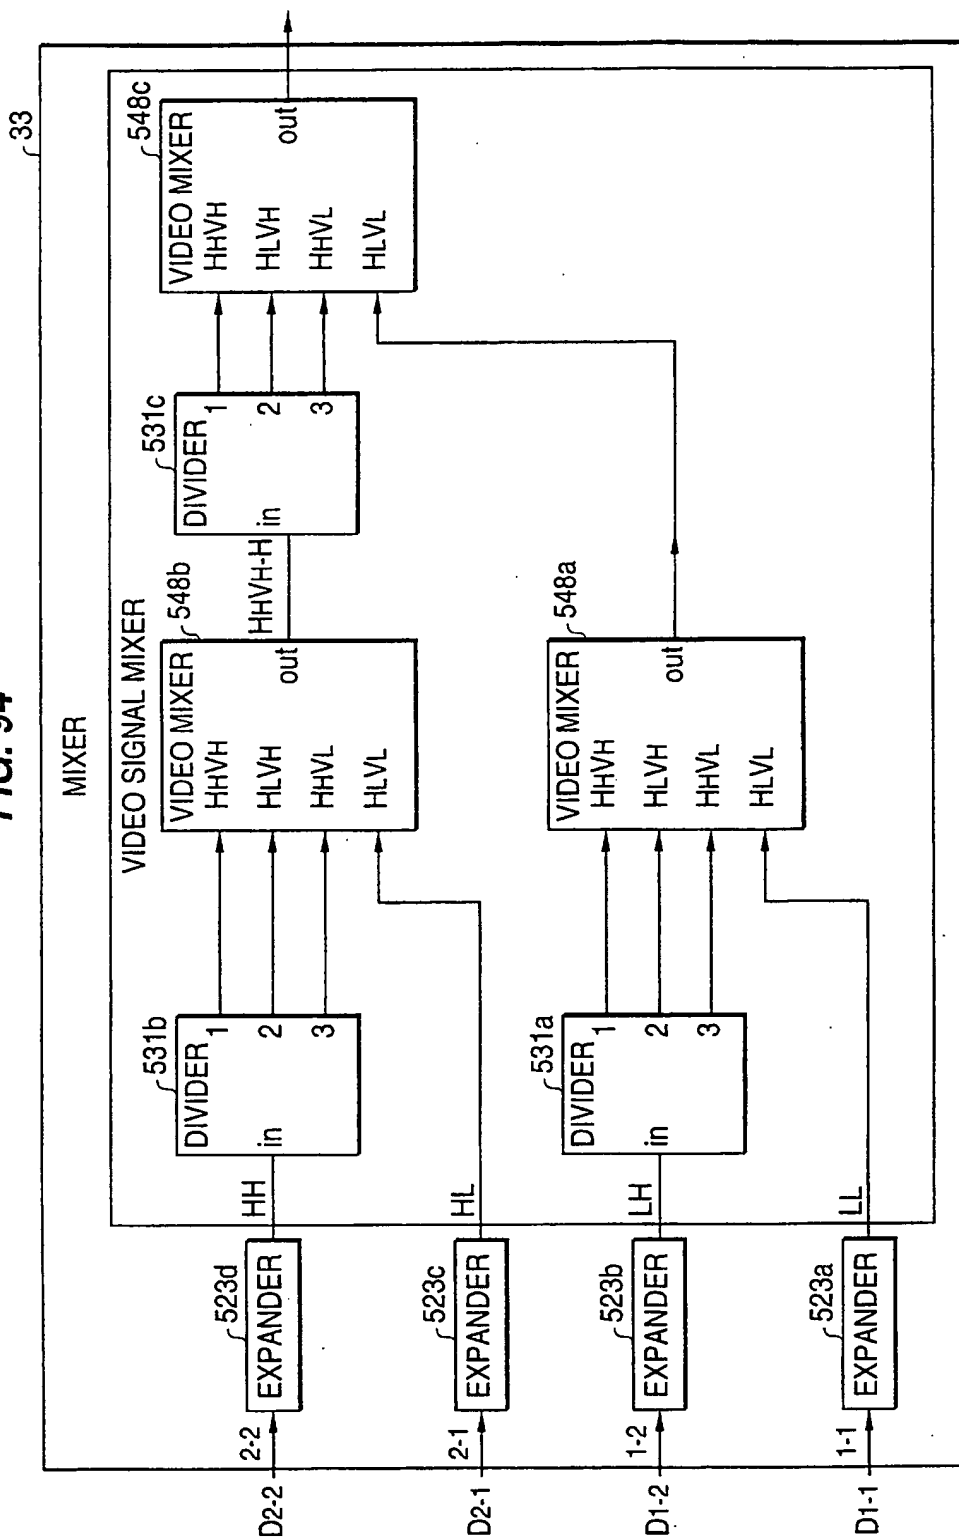 FIG. 94
33
MIXER
VIDEO SIGNAL MIXER
D2-2
2-2
523d
EXPANDER
HH
531b
DIVIDER
in
1
2
3
548b
VIDEO MIXER
HHVH
HLVH
HHVL
HLVL
out
HHVH-H
531c
DIVIDER
in
1
2
3
548c
VIDEO MIXER
HHVH
HLVH
HHVL
HLVL
out
D2-1
2-1
523c
EXPANDER
HL
D1-2
1-2
523b
EXPANDER
LH
531a
DIVIDER
in
1
2
3
548a
VIDEO MIXER
HHVH
HLVH
HHVL
HLVL
out
D1-1
1-1
523a
EXPANDER
LL